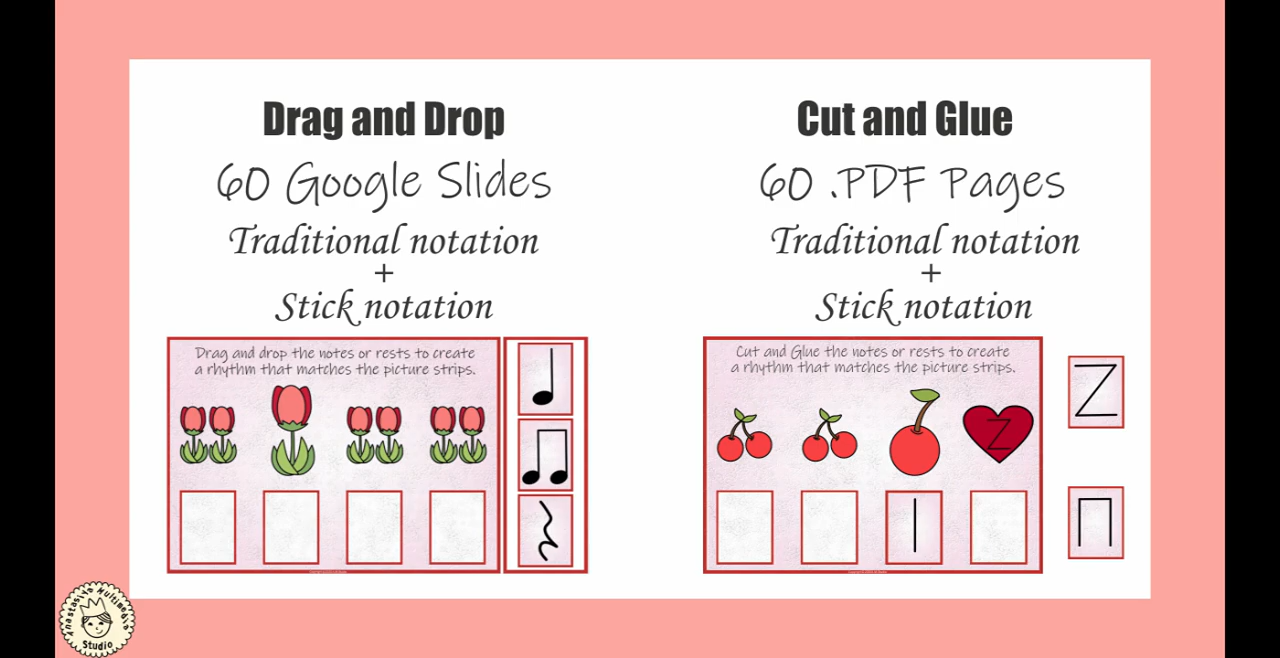 Drag and Drop
60 Google Slides
Traditional notation
+
Stick notation
Drag and drop the notes or rests to create
a rhythm that matches the picture strips.
Cut and Glue
60 .PDF Pages
Traditional notation
+
Stick notation
Cut and Glue the notes or rests to create
a rhythm that matches the picture strips.
Z
Z
Anastasiya Multimedia
Studio